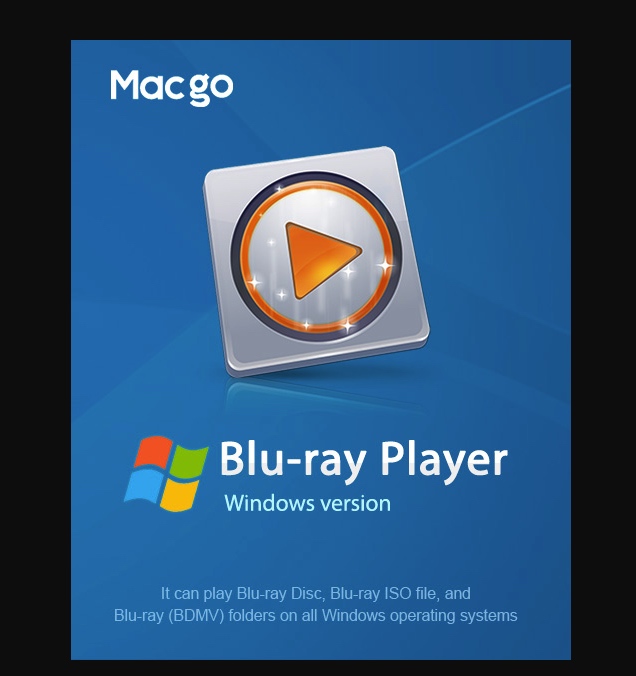 Macgo
Blu-ray Player
Windows version
It can play Blu-ray Disc, Blu-ray ISO file, and
Blu-ray (BDMV) folders on all Windows operating systems